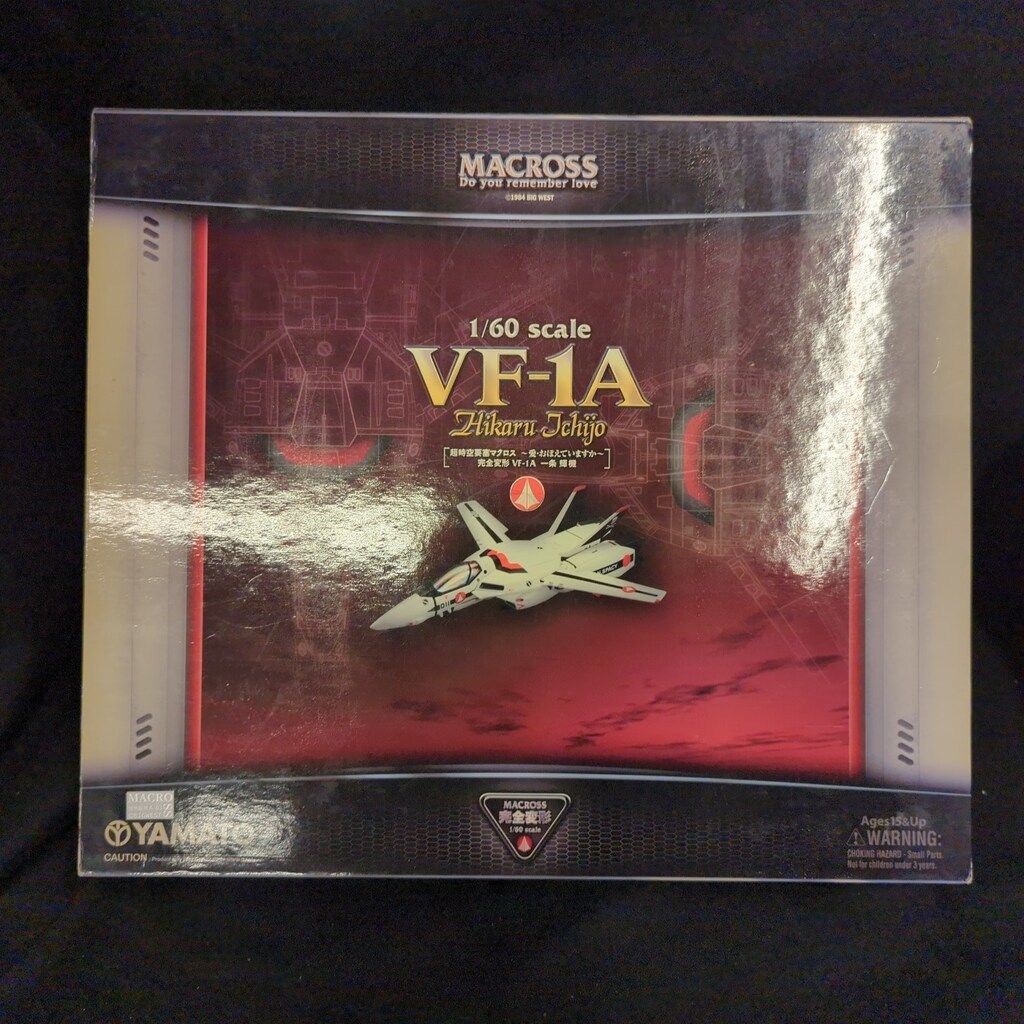 MACROSS
Do you remember love
©1984 BIG WEST
1/60 scale
VF-1A
Hikaru Ichijo
[超時空要塞マクロス ～愛・おぼえていますか～
完全変形 VF-1A 一条 輝機]
SPACY
MACRO
YAMATO
CAUTION
MACROSS
完全変形
1/60 scale
Ages15&Up
⚠WARNING:
CHOKING HAZARD - Small Parts.
Not for children under 3 years.